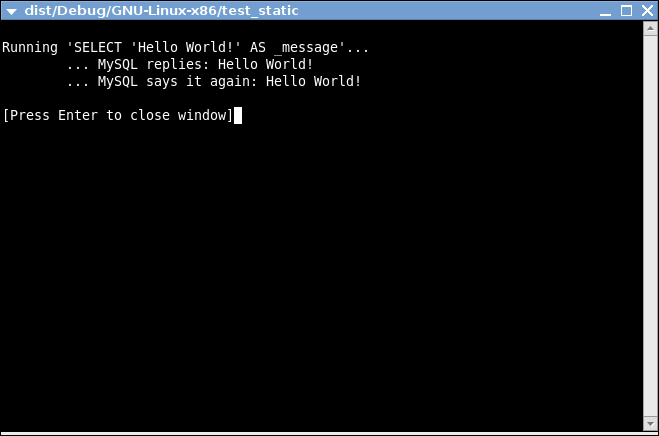 dist/Debug/GNU-Linux-x86/test_static
Running 'SELECT 'Hello World!' AS _message'...
... MySQL replies: Hello World!
... MySQL says it again: Hello World!
[Press Enter to close window]